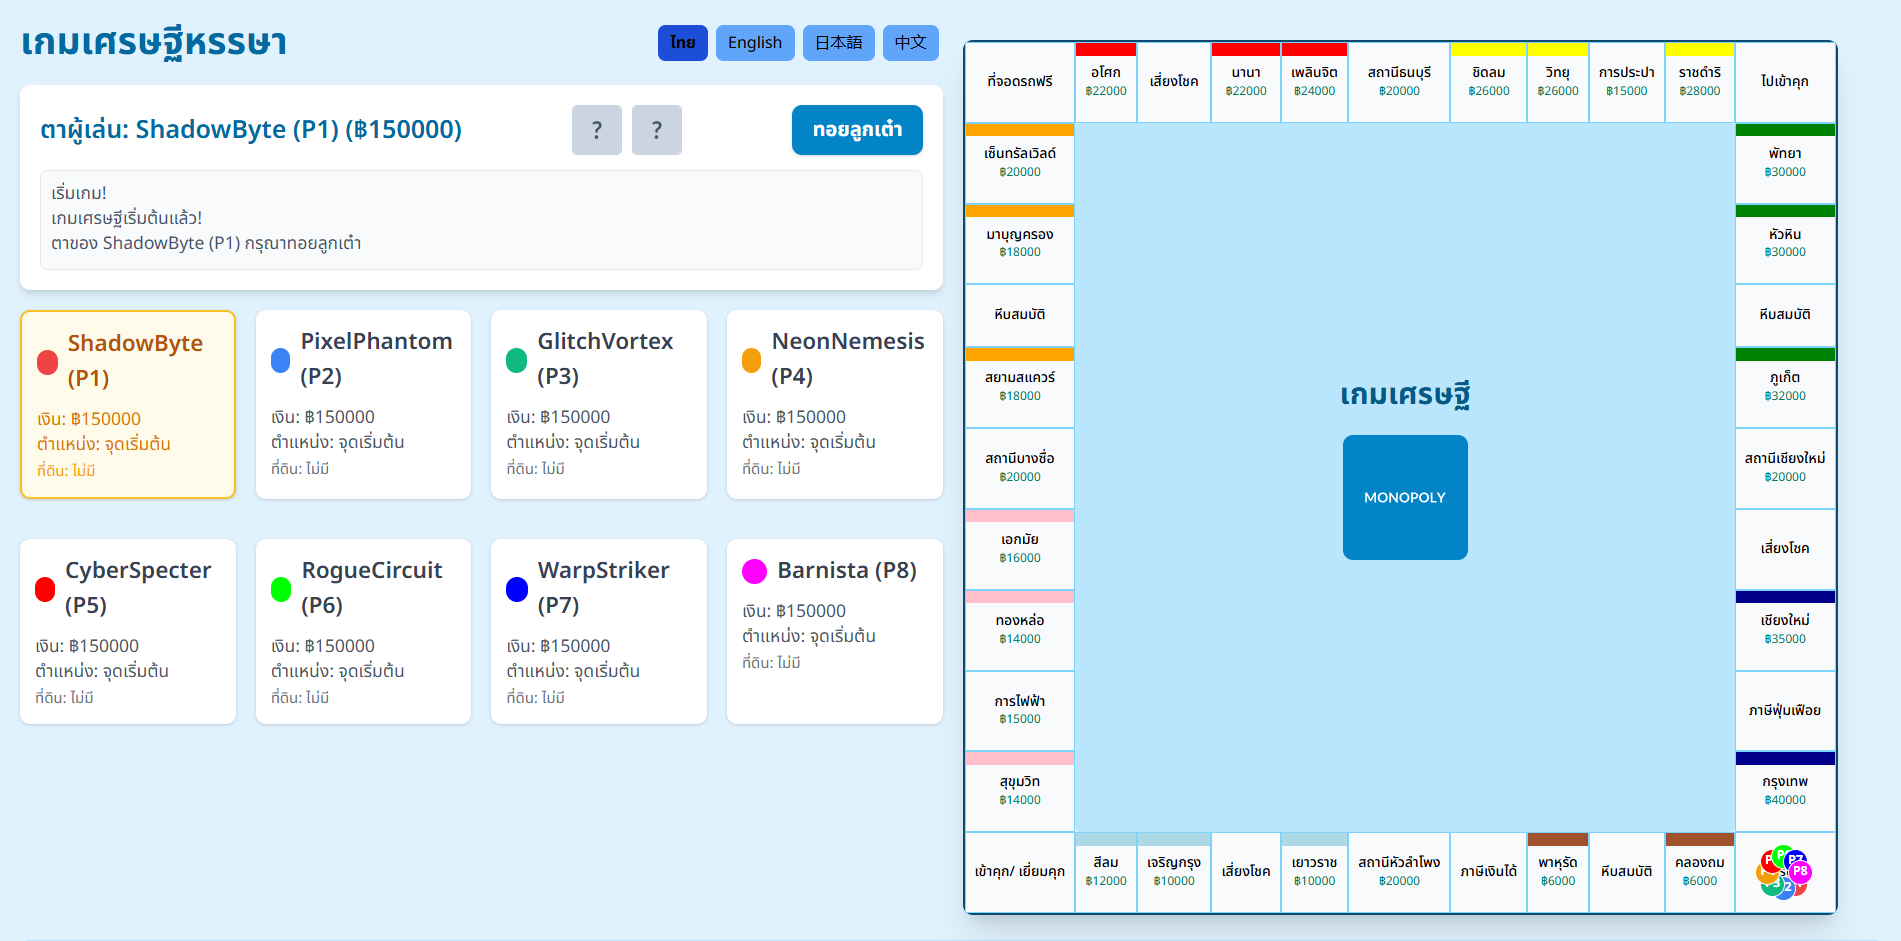 เกมเศรษฐีหรรษา
ไทย
English
日本語
中文
ตาผู้เล่น: ShadowByte (P1) (฿150000)
?
?
ทอยลูกเต๋า
เริ่มเกม!
เกมเศรษฐีเริ่มต้นแล้ว!
ตาของ ShadowByte (P1) กรุณาทอยลูกเต๋า
ShadowByte
(P1)
เงิน: ฿150000
ตำแหน่ง: จุดเริ่มต้น
ที่ดิน: ไม่มี
PixelPhantom
(P2)
เงิน: ฿150000
ตำแหน่ง: จุดเริ่มต้น
ที่ดิน: ไม่มี
GlitchVortex
(P3)
เงิน: ฿150000
ตำแหน่ง: จุดเริ่มต้น
ที่ดิน: ไม่มี
NeonNemesis
(P4)
เงิน: ฿150000
ตำแหน่ง: จุดเริ่มต้น
ที่ดิน: ไม่มี
CyberSpecter
(P5)
เงิน: ฿150000
ตำแหน่ง: จุดเริ่มต้น
ที่ดิน: ไม่มี
RogueCircuit
(P6)
เงิน: ฿150000
ตำแหน่ง: จุดเริ่มต้น
ที่ดิน: ไม่มี
WarpStriker
(P7)
เงิน: ฿150000
ตำแหน่ง: จุดเริ่มต้น
ที่ดิน: ไม่มี
Barnista (P8)
เงิน: ฿150000
ตำแหน่ง: จุดเริ่มต้น
ที่ดิน: ไม่มี
ที่จอดรถฟรี
อโศก
฿22000
เสี่ยงโชค
นานา
฿22000
เพลินจิต
฿24000
สถานีธนบุรี
฿20000
ชิดลม
฿26000
วิทยุ
฿26000
การประปา
฿15000
ราชดำริ
฿28000
ไปเข้าคุก
เซ็นทรัลเวิลด์
฿20000
พัทยา
฿30000
มาบุญครอง
฿18000
หัวหิน
฿30000
หีบสมบัติ
หีบสมบัติ
สยามสแควร์
฿18000
ภูเก็ต
฿32000
เกมเศรษฐี
MONOPOLY
สถานีบางซื่อ
฿20000
สถานีเชียงใหม่
฿20000
เอกมัย
฿16000
เสี่ยงโชค
ทองหล่อ
฿14000
เชียงใหม่
฿35000
การไฟฟ้า
฿15000
ภาษีฟุ่มเฟือย
สุขุมวิท
฿14000
กรุงเทพ
฿40000
เข้าคุก/ เยี่ยมคุก
สีลม
฿12000
เจริญกรุง
฿10000
เสี่ยงโชค
เยาวราช
฿10000
สถานีหัวลำโพง
฿20000
ภาษีเงินได้
พาหุรัด
฿6000
หีบสมบัติ
คลองถม
฿6000
P7
P8